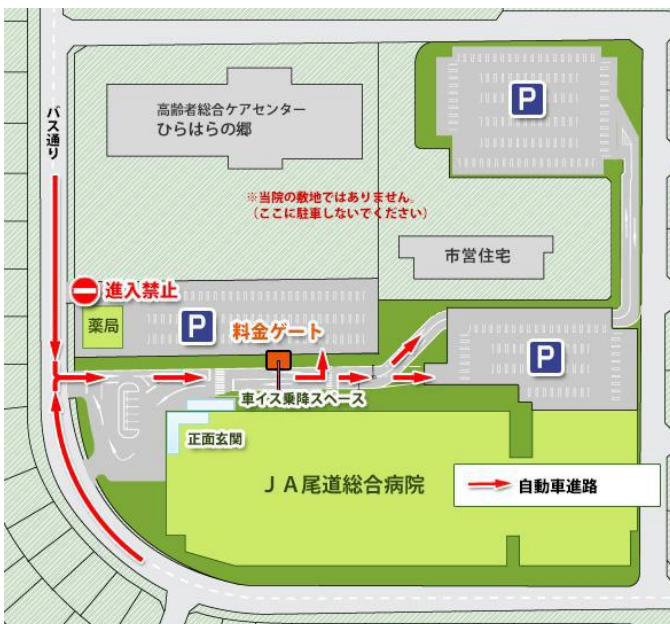 バス通り
高齢者総合ケアセンター
ひらはらの郷
P
※当院の敷地ではありません。
(ここに駐車しないでください)
市営住宅
進入禁止
薬局
P
料金ゲート
P
車イス乗降スペース
正面玄関
JA尾道総合病院
自動車進路